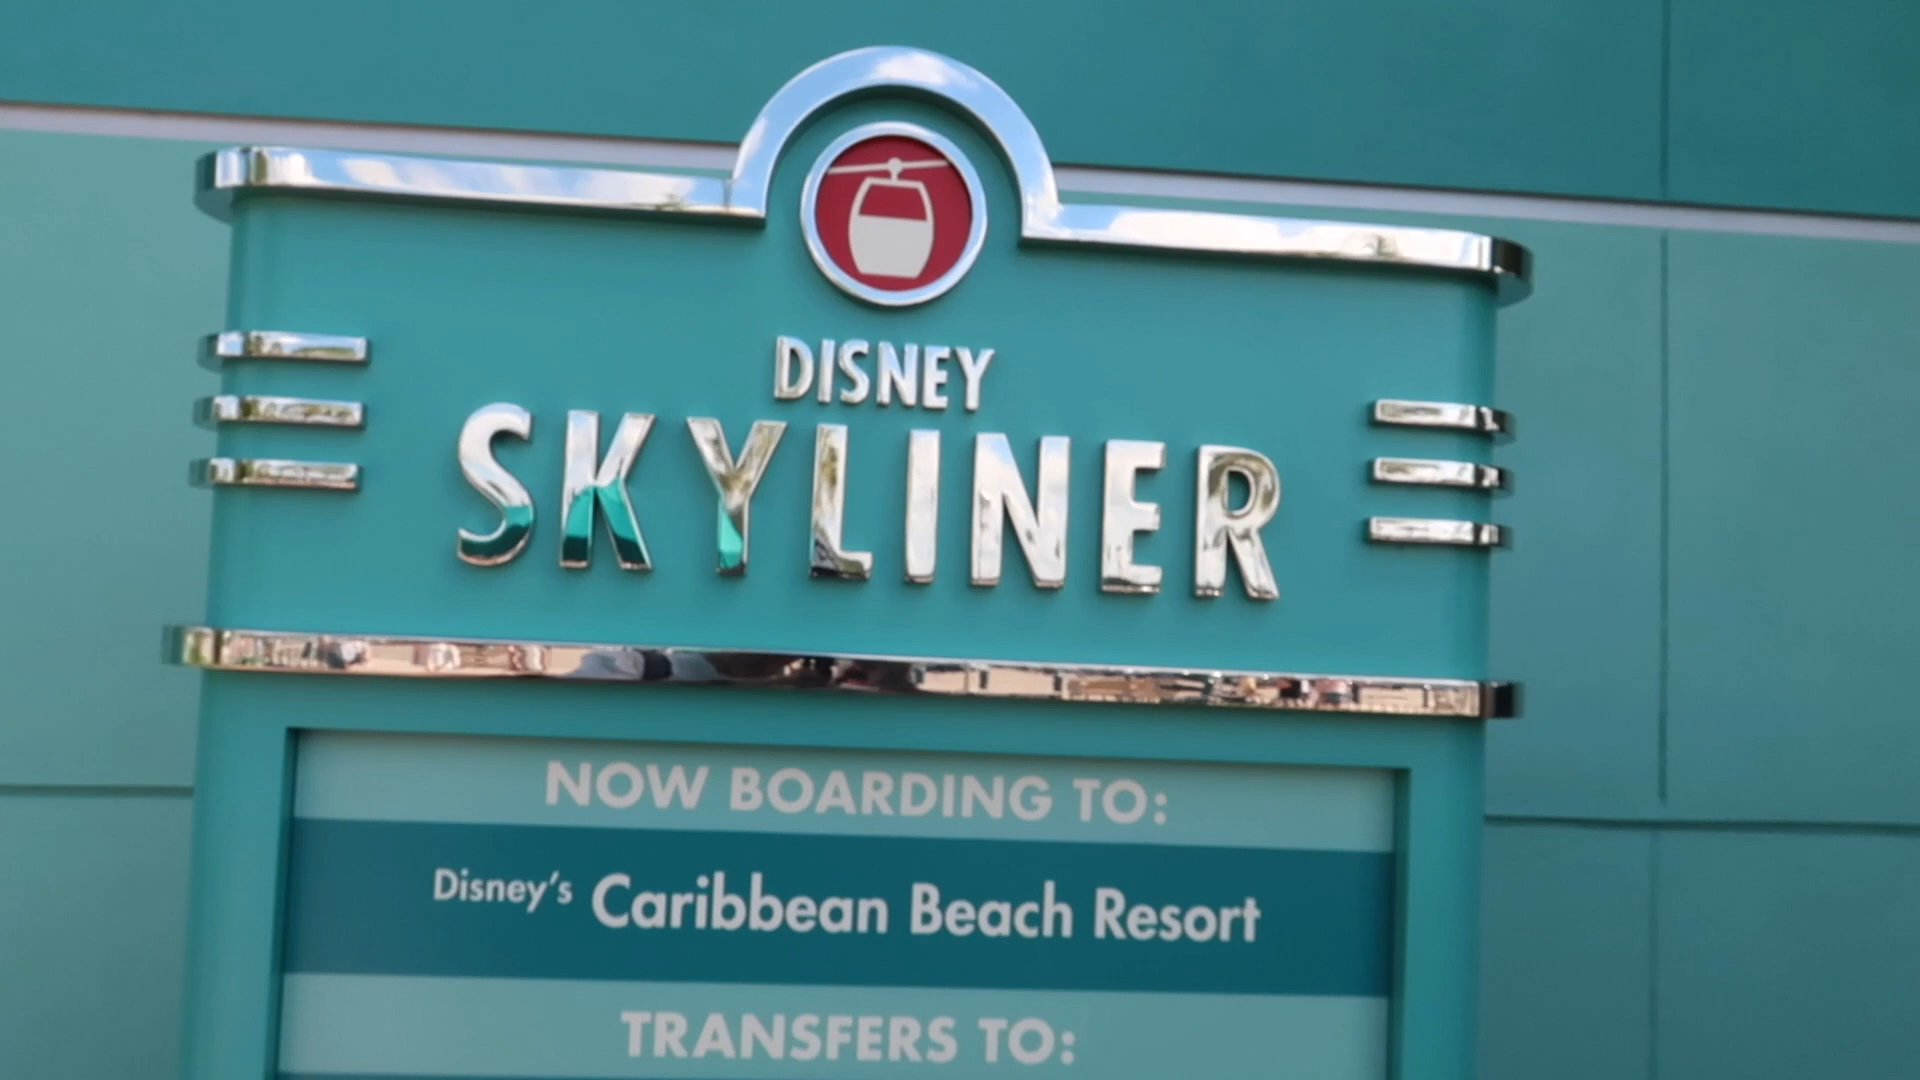 DISNEY
SKYLINER
NOW BOARDING TO:
Disney's Caribbean Beach Resort
TRANSFERS TO: